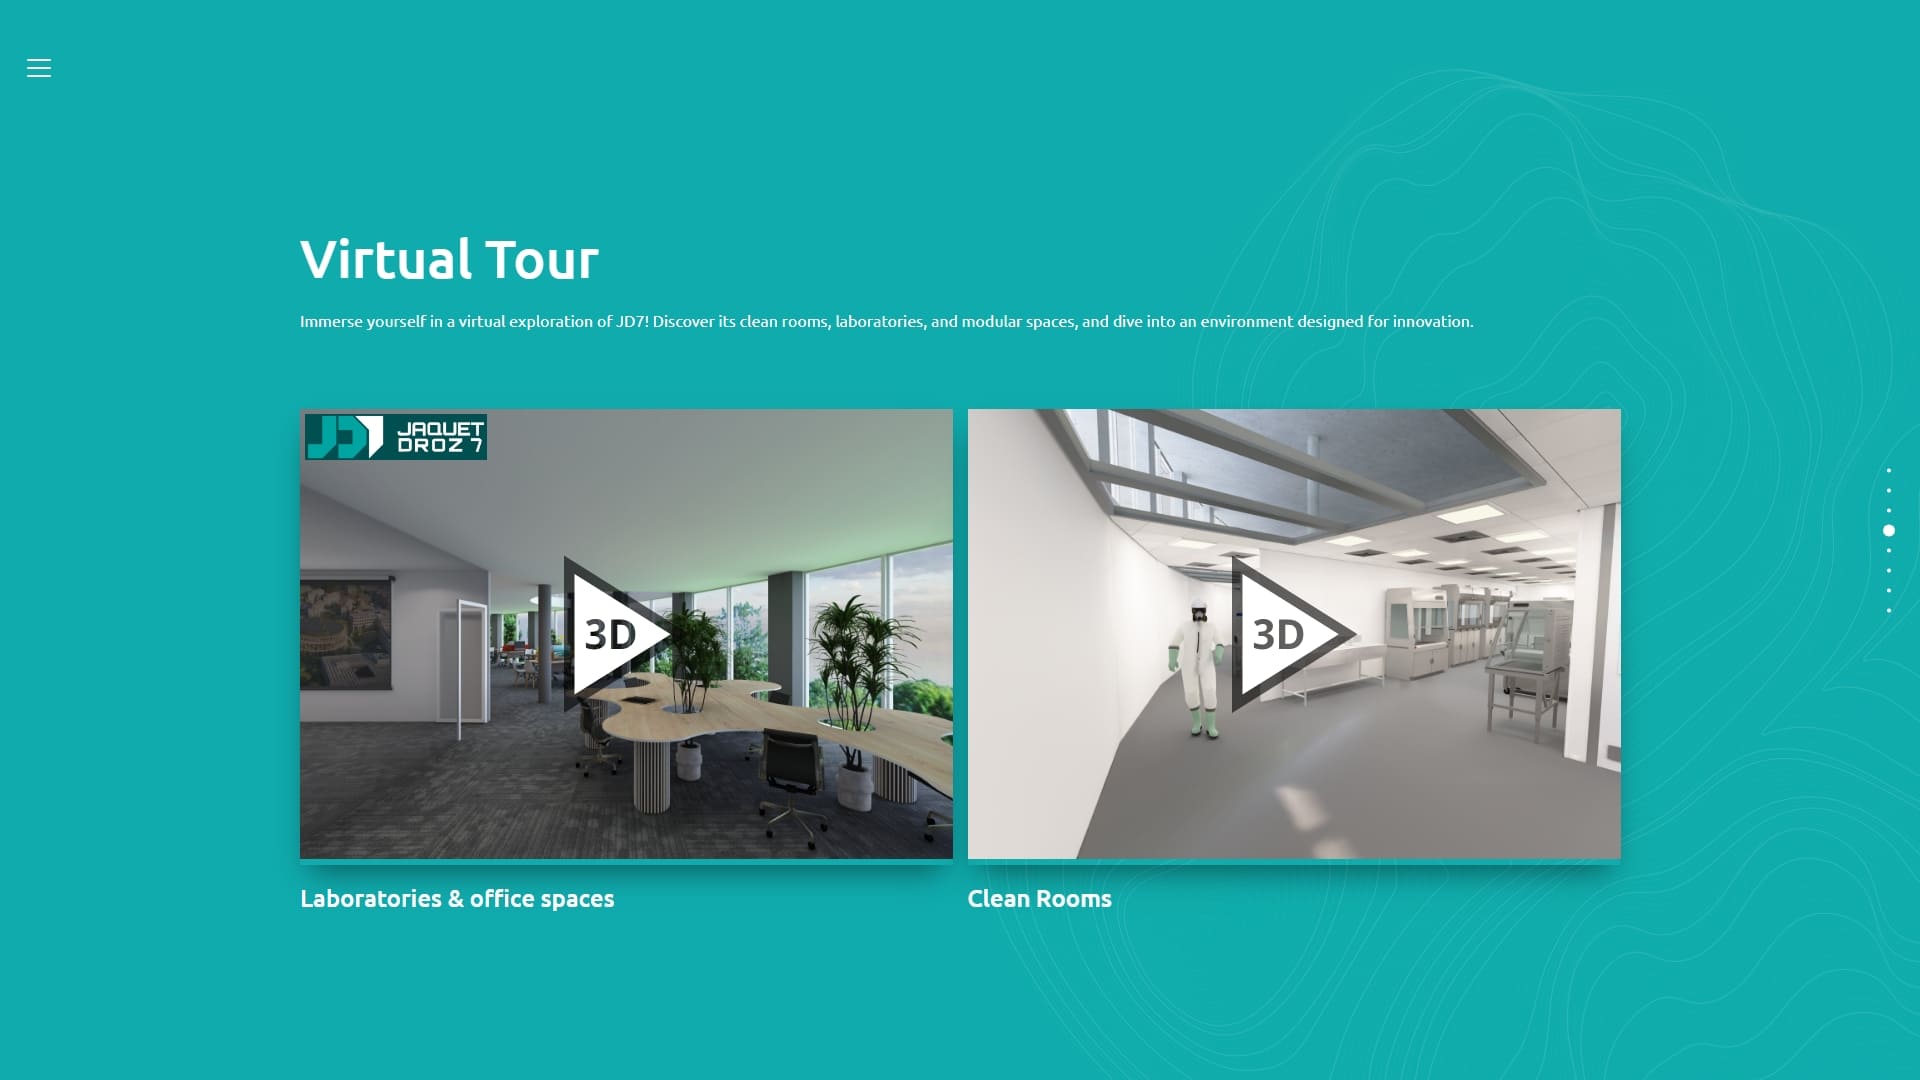 Virtual Tour
Immerse yourself in a virtual exploration of JD7! Discover its clean rooms, laboratories, and modular spaces, and dive into an environment designed for innovation.
JD7 JAQUET
DROZ 7
3D
3D
Laboratories & office spaces
Clean Rooms